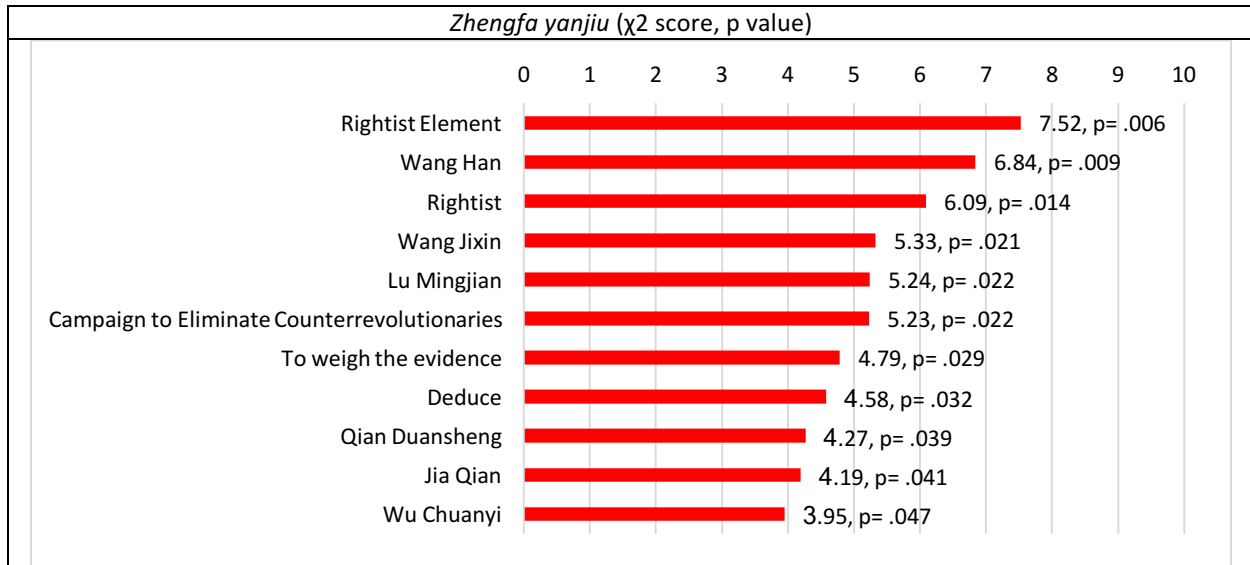 Zhengfa yanjiu (χ2 score, p value)
0 1 2 3 4 5 6 7 8 9 10
Rightist Element 7.52, p= .006
Wang Han 6.84, p= .009
Rightist 6.09, p= .014
Wang Jixin 5.33, p= .021
Lu Mingjian 5.24, p= .022
Campaign to Eliminate Counterrevolutionaries 5.23, p= .022
To weigh the evidence 4.79, p= .029
Deduce 4.58, p= .032
Qian Duansheng 4.27, p= .039
Jia Qian 4.19, p= .041
Wu Chuanyi 3.95, p= .047